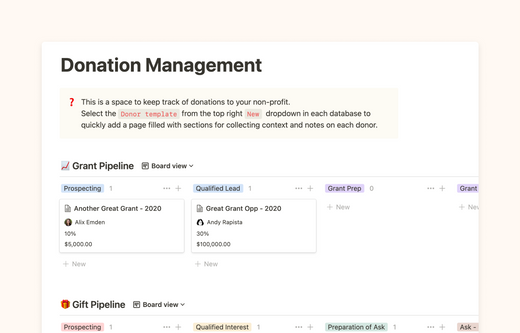 Donation Management
This is a space to keep track of donations to your non-profit.
Select the Donor template from the top right New dropdown in each database to
quickly add a page filled with sections for collecting context and notes on each donor.
Grant Pipeline Board view
Prospecting 1 Qualified Lead 1 Grant Prep 0 Grant
Another Great Grant - 2020 Great Grant Opp - 2020 + New + New
Alix Emden Andy Rapista
10% 30%
$5,000.00 $100,000.00
+ New + New
Gift Pipeline Board view
Prospecting 1 Qualified Interest 1 Preparation of Ask 1 Ask -